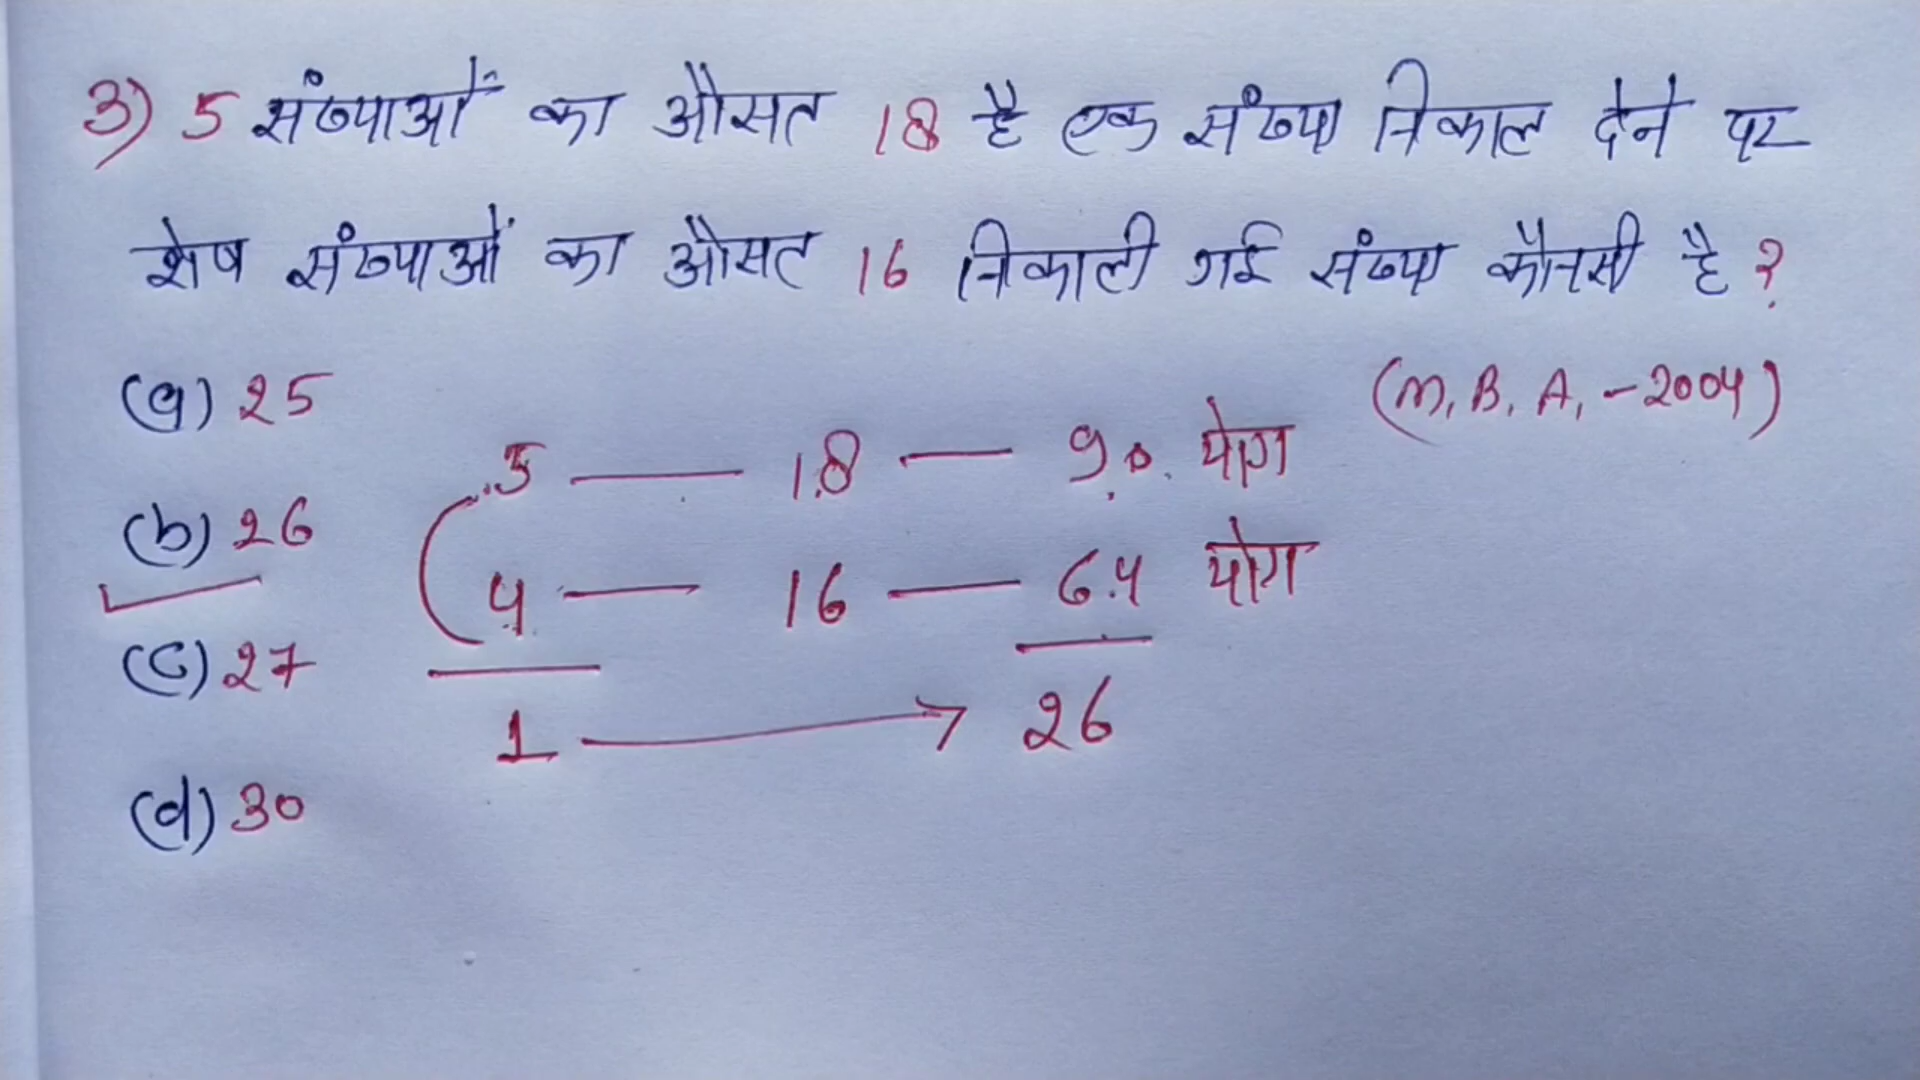 3) 5 संख्याओं का औसत 18 है एक संख्या निकाल देने पर
शेष संख्याओं का औसत 16 निकाली गई संख्या कौनसी है ?
(a) 25
(M.B.A.-2004)
5 — 18 — 90 योग
(b) 26
4 — 16 — 64 योग
(c) 27
1 → 26
(d) 30